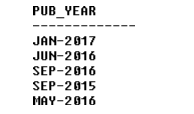 PUB_YEAR
-------------
JAN-2017
JUN-2016
SEP-2016
SEP-2015
MAY-2016